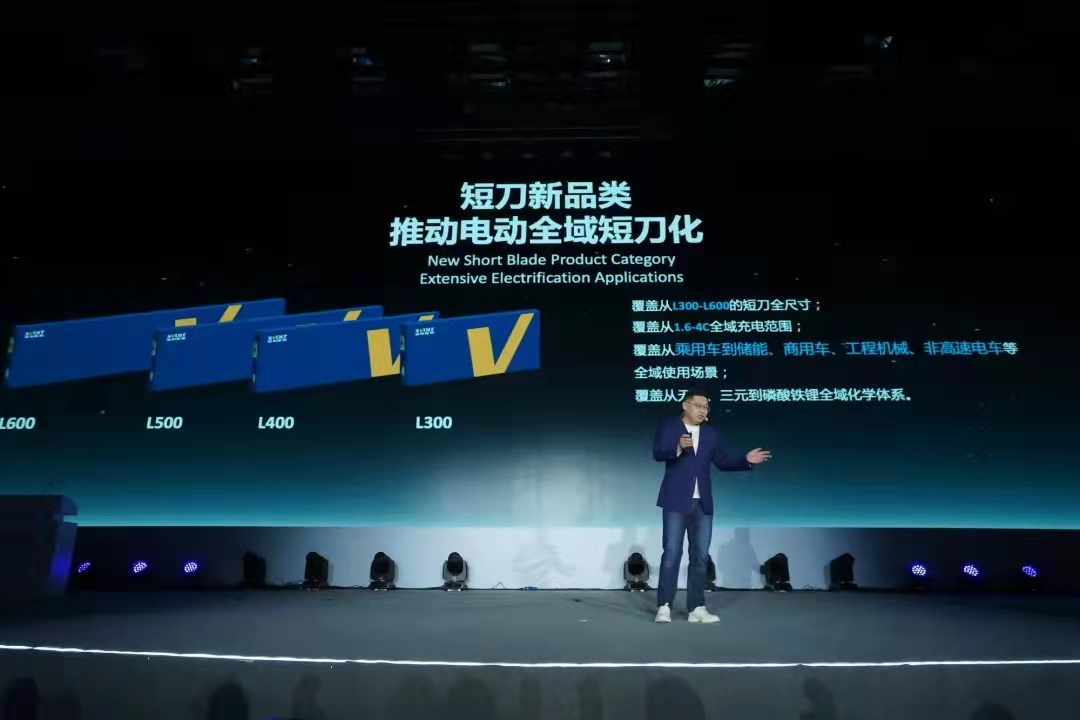 短刀新品类
推动电动全域短刀化
New Short Blade Product Category
Extensive Electrification Applications
覆盖从L300-L600的短刀全尺寸；
覆盖从1.6-4C全域充电范围；
覆盖从乘用车到储能、商用车、工程机械、非高速电车等
全域使用场景；
覆盖从无 三元到磷酸铁锂全域化学体系。
SVOLT
SVOLT
SVOLT
SVOLT
L600
L500
L400
L300